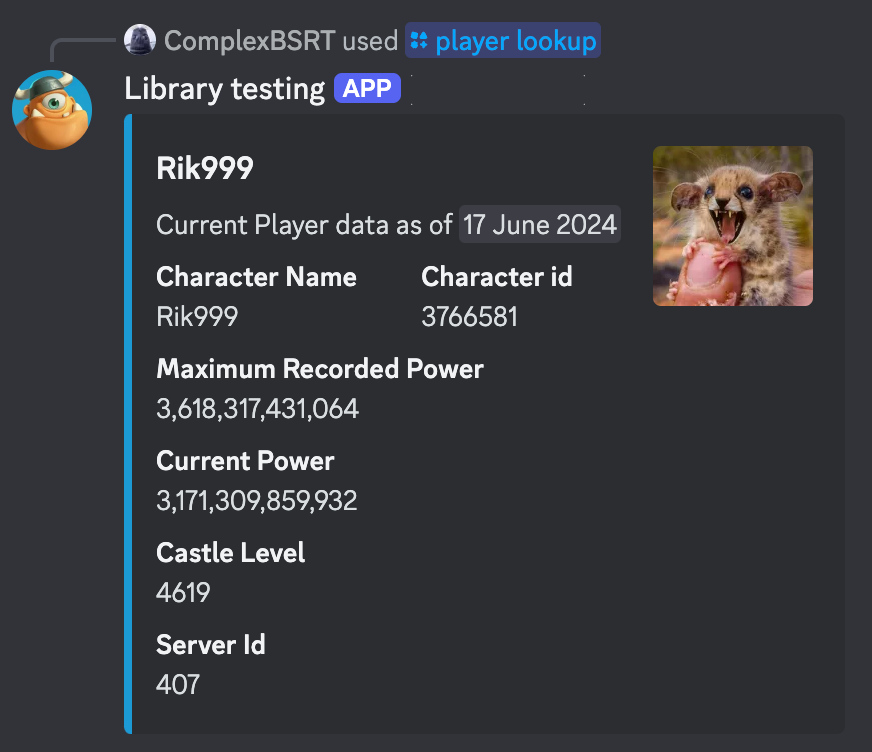 ComplexBSRT used player lookup
Library testing APP
Rik999
Current Player data as of 17 June 2024
Character Name Character id
Rik999 3766581
Maximum Recorded Power
3,618,317,431,064
Current Power
3,171,309,859,932
Castle Level
4619
Server Id
407